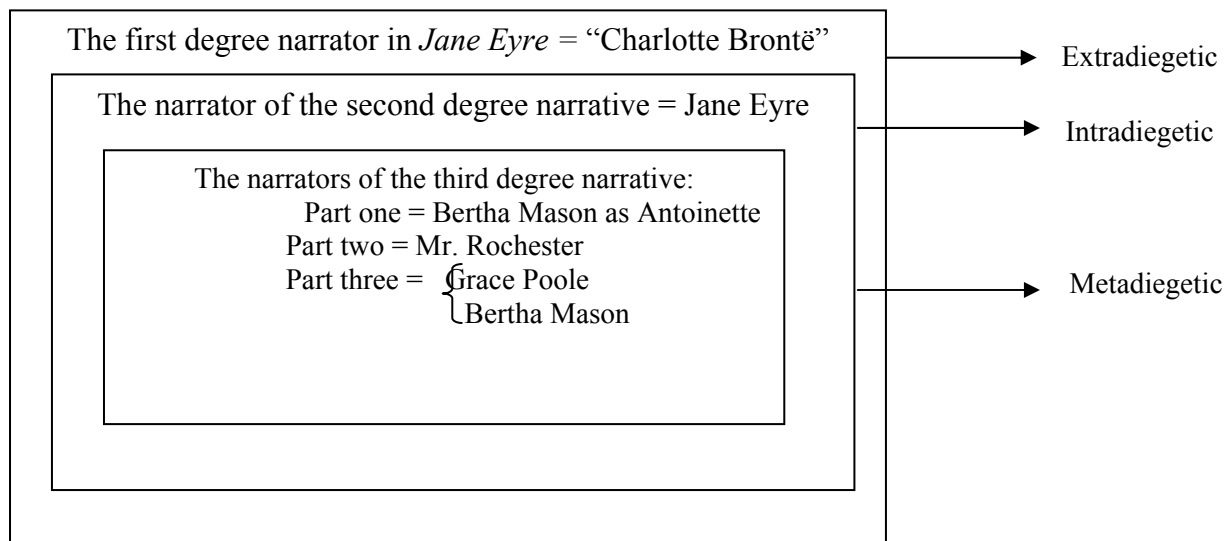 The first degree narrator in Jane Eyre = “Charlotte Brontë”
Extradiegetic
The narrator of the second degree narrative = Jane Eyre
Intradiegetic
The narrators of the third degree narrative:
Part one = Bertha Mason as Antoinette
Part two = Mr. Rochester
Part three = Grace Poole
Bertha Mason
Metadiegetic